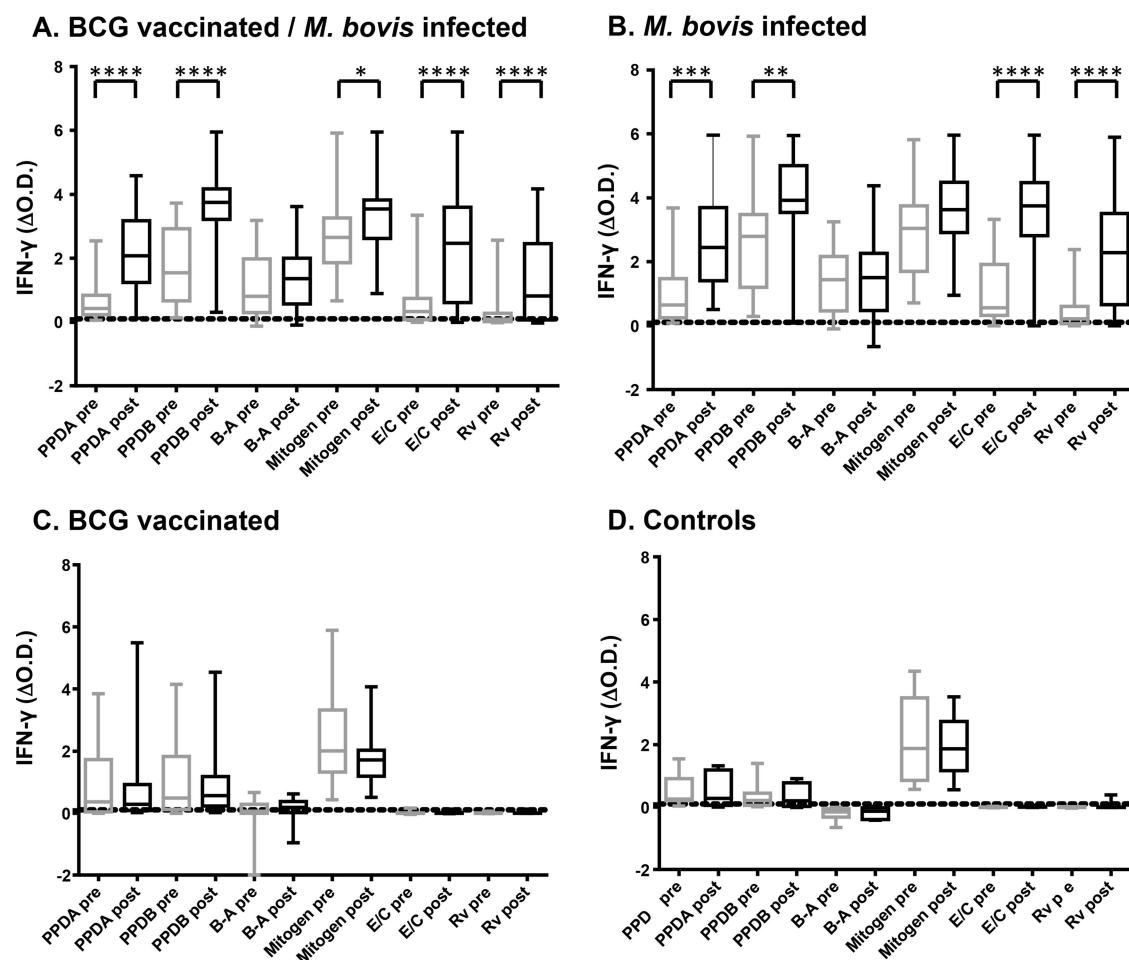 A. BCG vaccinated / M. bovis infected
IFN-γ (ΔO.D.)
8
6
4
2
0
-2
**** **** * **** ****
PPDA pre
PPDA post
PPDB pre
PPDB post
B-A pre
B-A post
Mitogen pre
Mitogen post
E/C pre
E/C post
Rv pre
Rv post
B. M. bovis infected
IFN-γ (ΔO.D.)
8
6
4
2
0
-2
*** ** **** ****
PPDA pre
PPDA post
PPDB pre
PPDB post
B-A pre
B-A post
Mitogen pre
Mitogen post
E/C pre
E/C post
Rv pre
Rv post
C. BCG vaccinated
IFN-γ (ΔO.D.)
8
6
4
2
0
-2
PPDA pre
PPDA post
PPDB pre
PPDB post
B-A pre
B-A post
Mitogen pre
Mitogen post
E/C pre
E/C post
Rv pre
Rv post
D. Controls
IFN-γ (ΔO.D.)
8
6
4
2
0
-2
PPD pre
PPDA post
PPDB pre
PPDB post
B-A pre
B-A post
Mitogen pre
Mitogen post
E/C pre
E/C post
Rv p e
Rv post